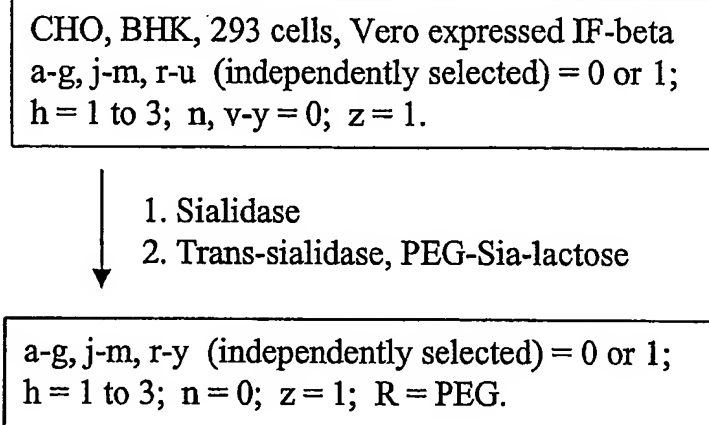 CHO, BHK, 293 cells, Vero expressed IF-beta
a-g, j-m, r-u (independently selected) = 0 or 1;
h = 1 to 3; n, v-y = 0; z = 1.
1. Sialidase
2. Trans-sialidase, PEG-Sia-lactose
a-g, j-m, r-y (independently selected) = 0 or 1;
h = 1 to 3; n = 0; z = 1; R = PEG.